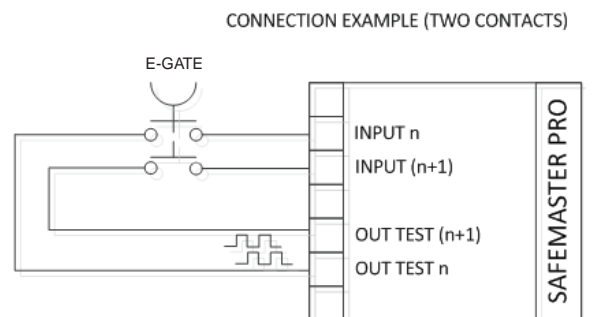 CONNECTION EXAMPLE (TWO CONTACTS)
E-GATE
INPUT n
INPUT (n+1)
OUT TEST (n+1)
OUT TEST n
SAFEMASTER PRO